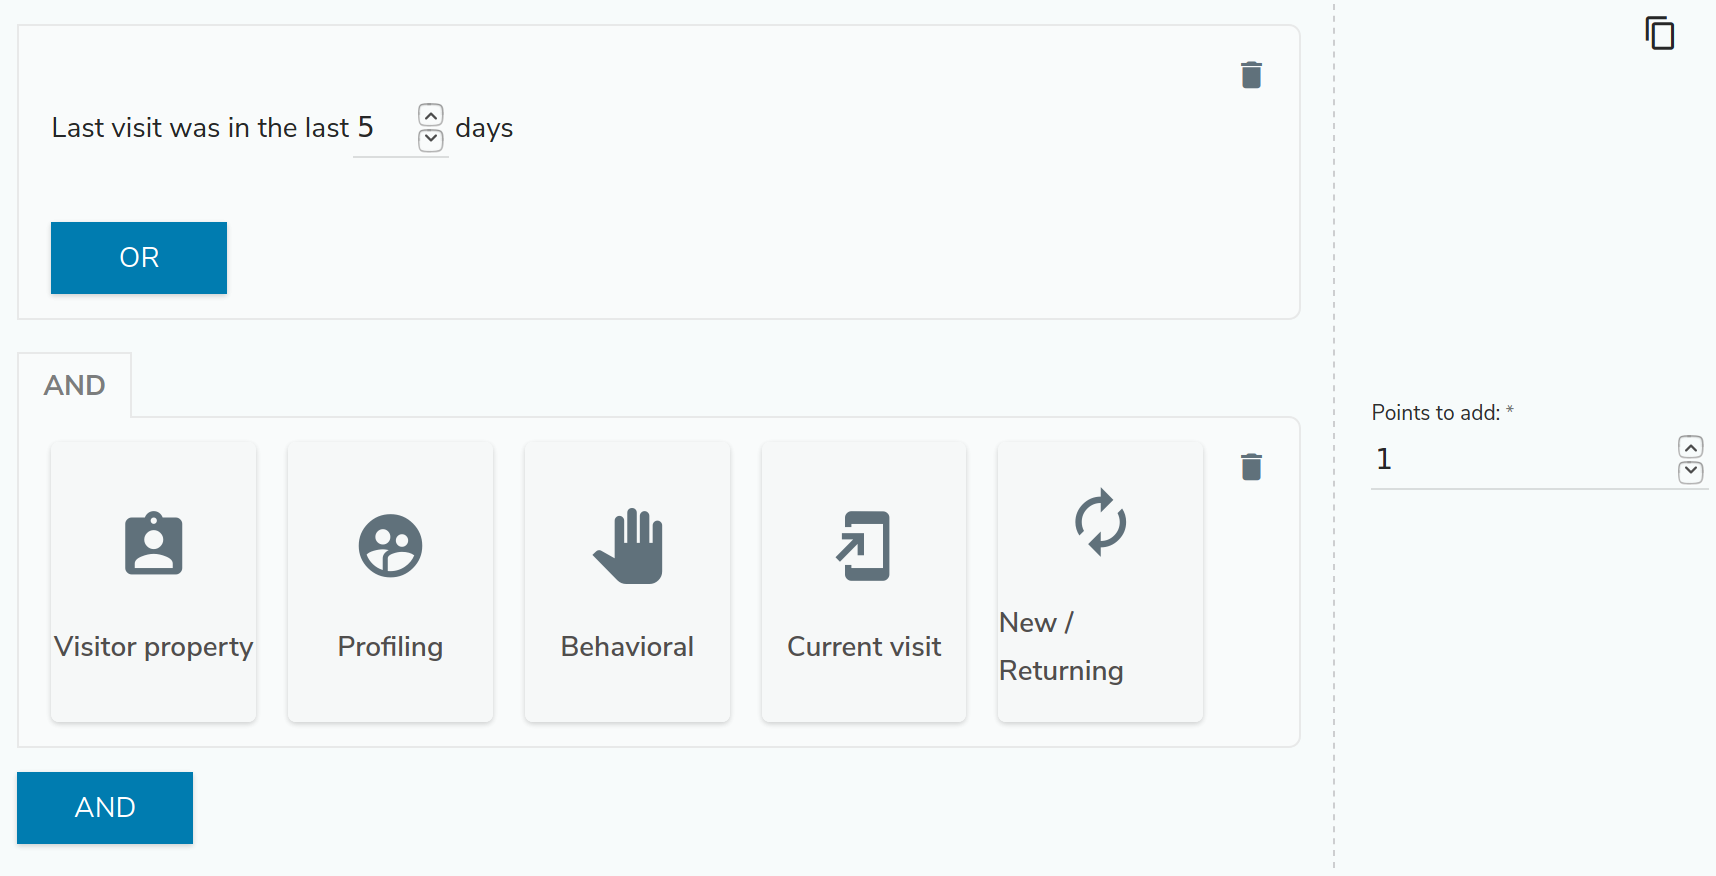 Last visit was in the last 5 days
OR
AND
Points to add: *
1
Visitor property
Profiling
Behavioral
Current visit
New /
Returning
AND